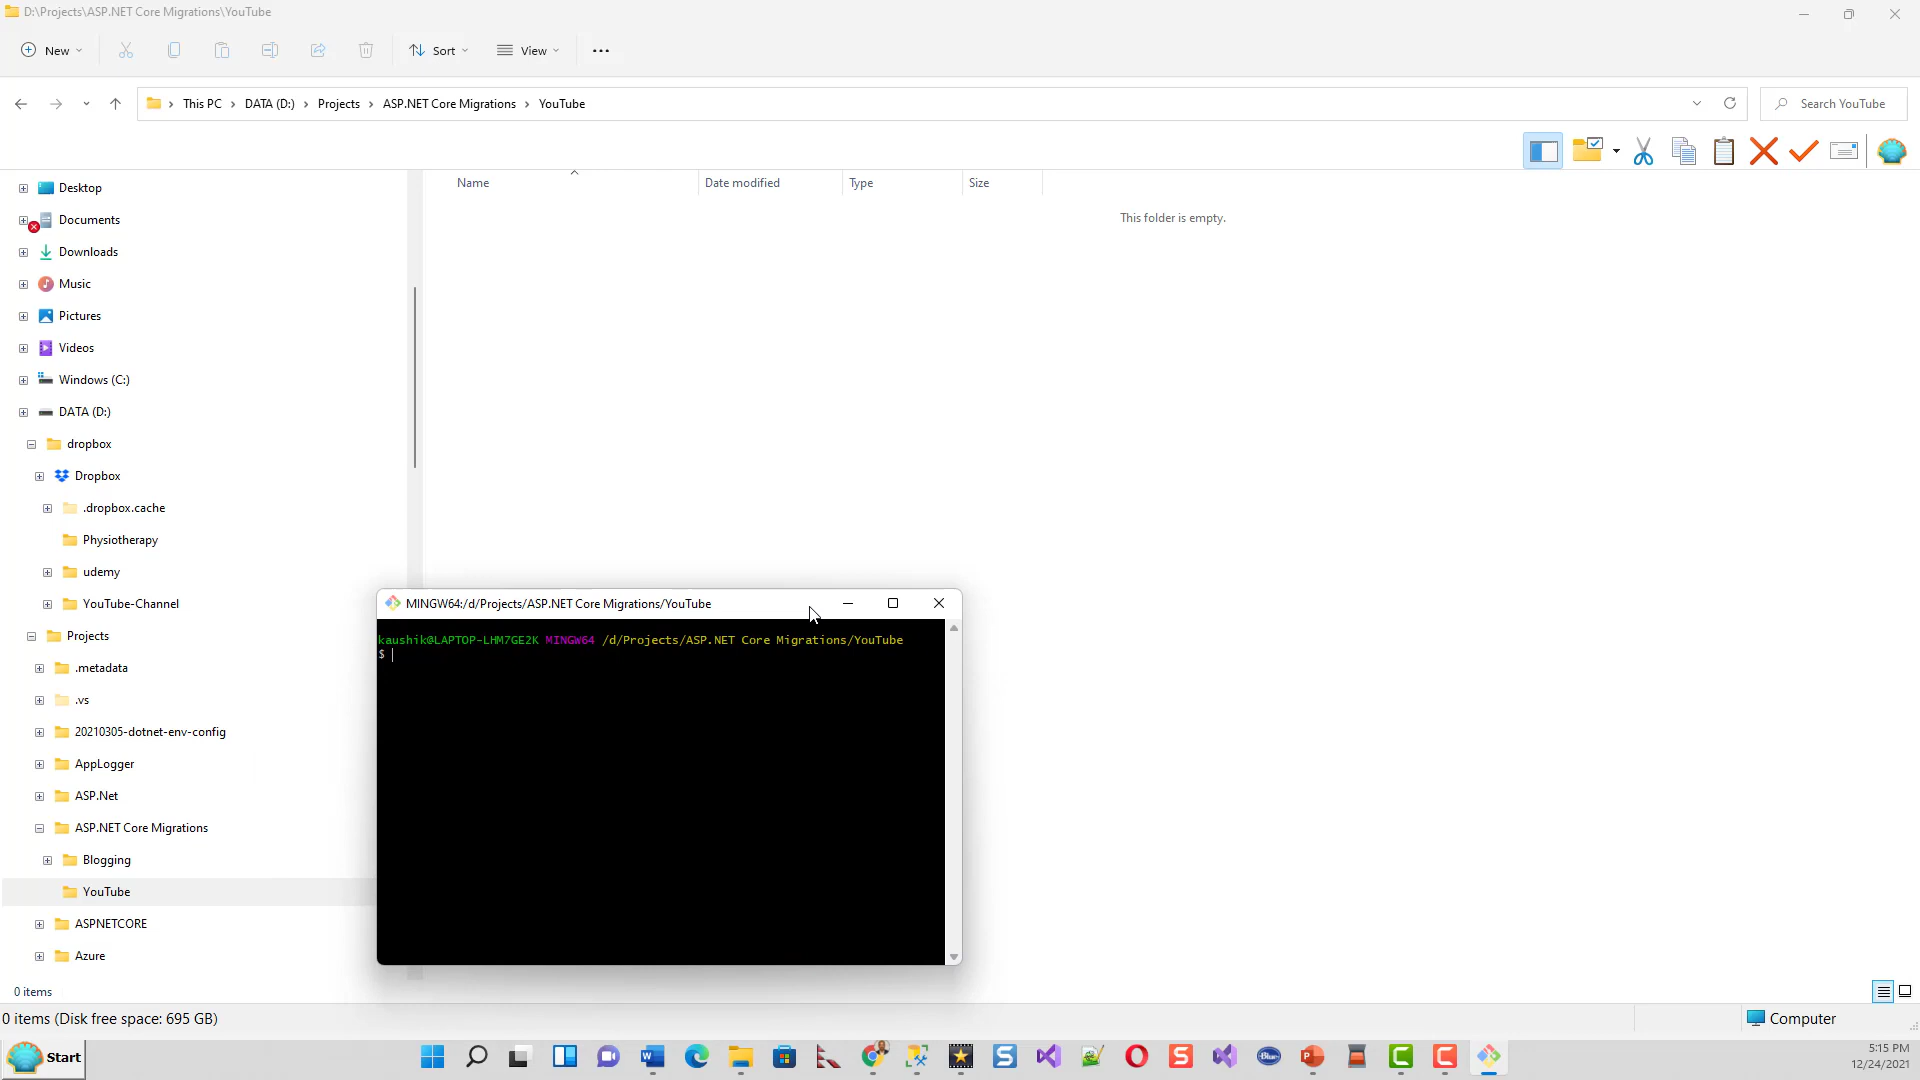 D:\Projects\ASP.NET Core Migrations\YouTube
New
Sort
View
This PC > DATA (D:) > Projects > ASP.NET Core Migrations > YouTube
Search YouTube
Name
Date modified
Type
Size
This folder is empty.
Desktop
Documents
Downloads
Music
Pictures
Videos
Windows (C:)
DATA (D:)
dropbox
Dropbox
.dropbox.cache
Physiotherapy
udemy
YouTube-Channel
Projects
.metadata
.vs
20210305-dotnet-env-config
AppLogger
ASP.Net
ASP.NET Core Migrations
Blogging
YouTube
ASPNETCORE
Azure
MINGW64:/d/Projects/ASP.NET Core Migrations/YouTube
kaushik@LAPTOP-LHM7GE2K MINGW64 /d/Projects/ASP.NET Core Migrations/YouTube
$
0 items
0 items (Disk free space: 695 GB)
Computer
Start
5:15 PM
12/24/2021